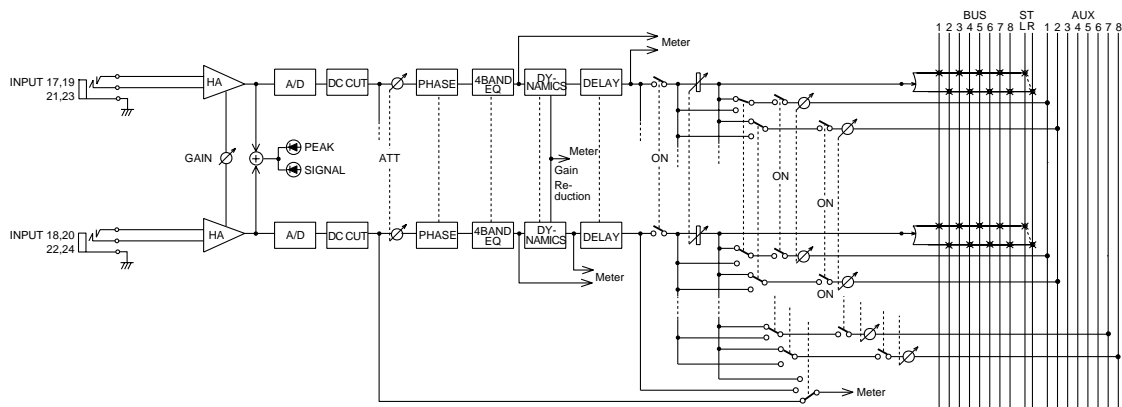 BUS ST AUX
1 2 3 4 5 6 7 8 L R 1 2 3 4 5 6 7 8
Meter
INPUT 17,19
21,23
HA
A/D
DC CUT
PHASE
4BAND
EQ
DY-
NAMICS
DELAY
GAIN
PEAK
SIGNAL
ATT
Meter
Gain
Re-
duction
ON
ON
ON
INPUT 18,20
22,24
HA
A/D
DC CUT
PHASE
4BAND
EQ
DY-
NAMICS
DELAY
Meter
ON
Meter